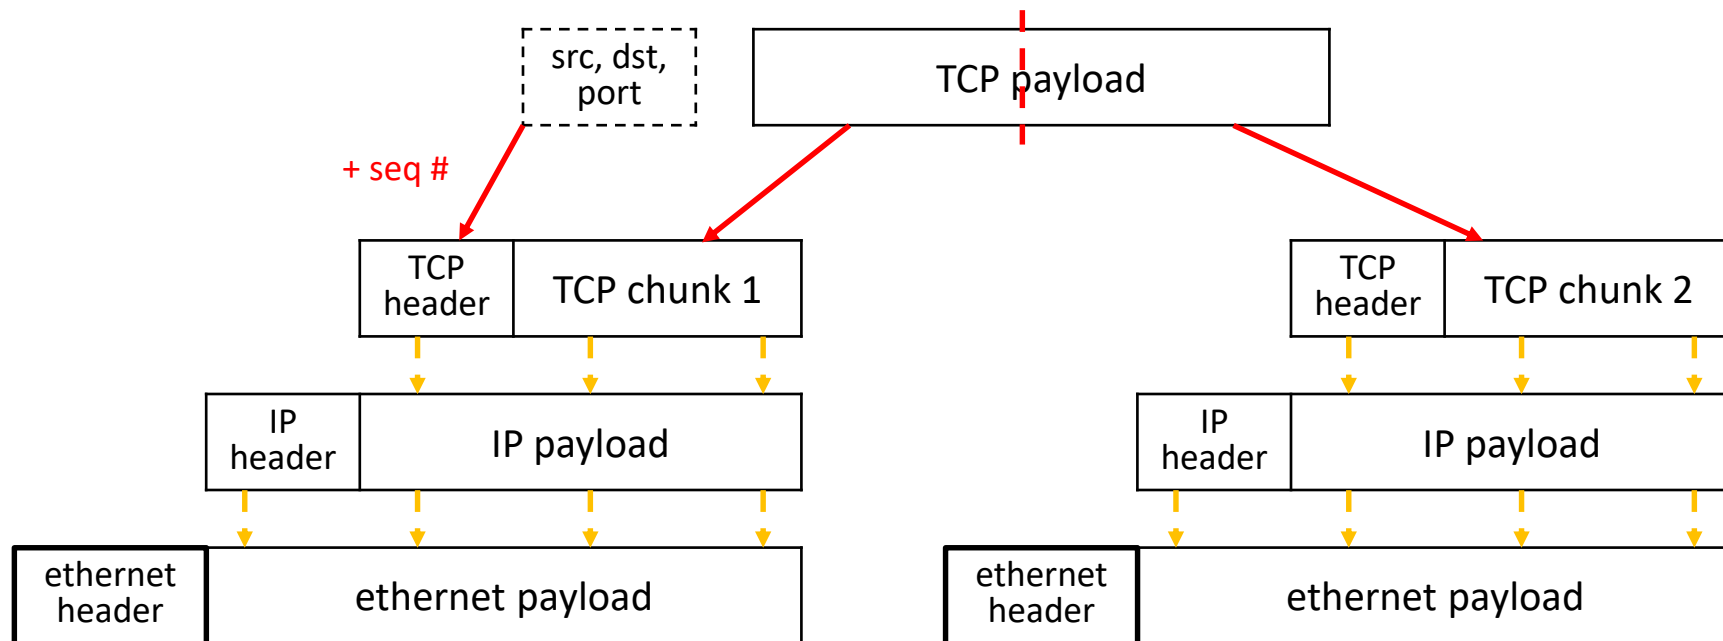 src, dst,
port
TCP payload
+ seq #
TCP
header
TCP chunk 1
TCP
header
TCP chunk 2
IP
header
IP payload
IP
header
IP payload
ethernet
header
ethernet payload
ethernet
header
ethernet payload